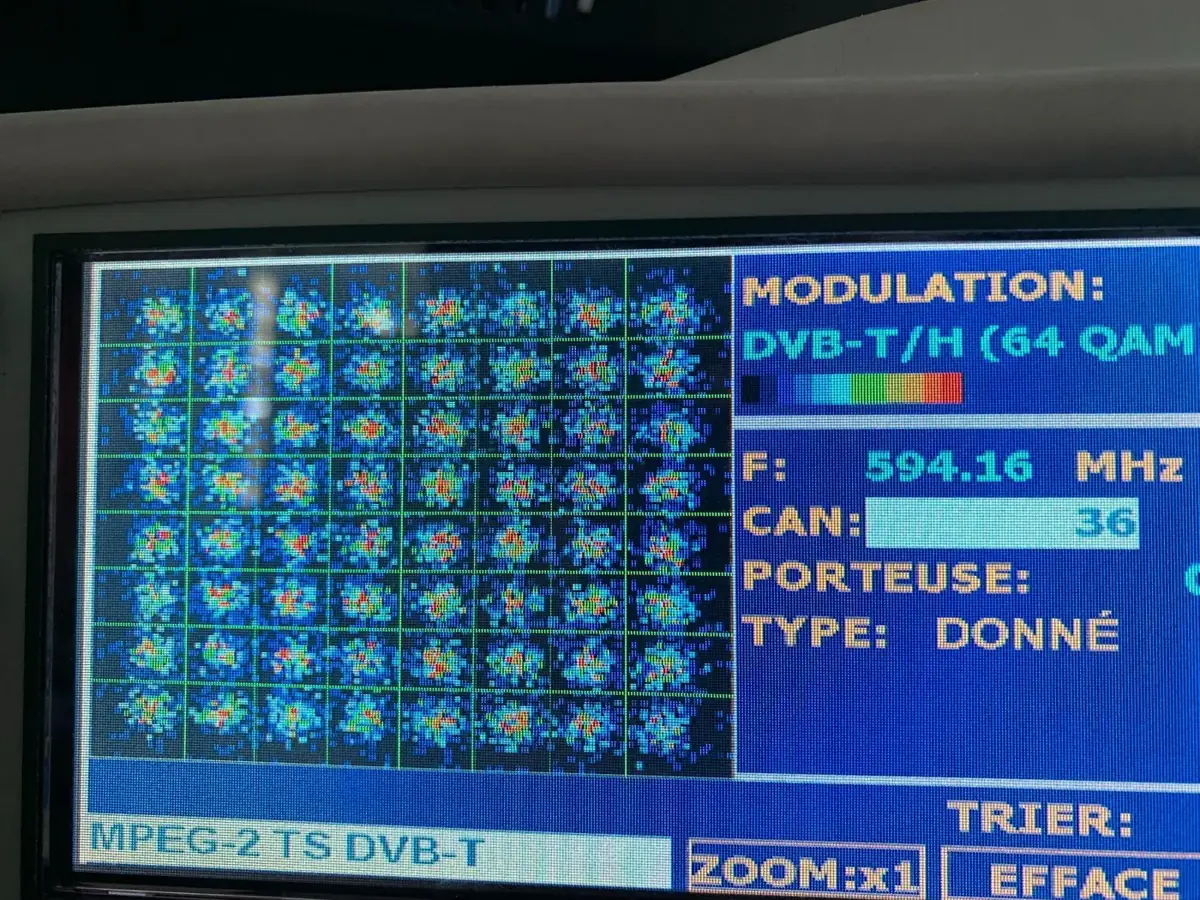 MODULATION:
DVB-T/H (64 QAM
F: 594.16 MHz
CAN: 36
PORTEUSE:
TYPE: DONNÉ
TRIER:
MPEG-2 TS DVB-T
ZOOM:x1
EFFACE